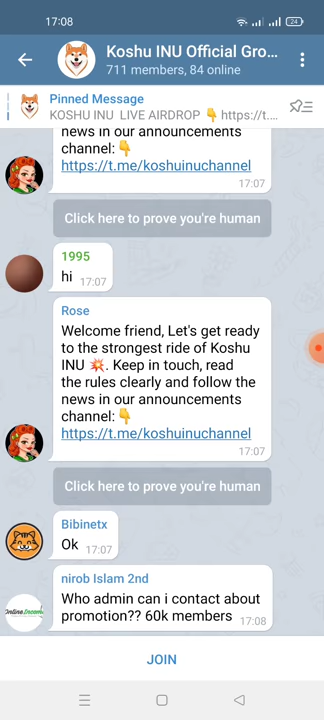 17:08
24
Koshu INU Official Gro...
711 members, 84 online
Pinned Message
KOSHU INU LIVE AIRDROP 👇 https://t....
news in our announcements
channel:👇
https://t.me/koshuinuchannel
17:07
Click here to prove you're human
1995
hi 17:07
Rose
Welcome friend, Let's get ready
to the strongest ride of Koshu
INU 💥. Keep in touch, read
the rules clearly and follow the
news in our announcements
channel:👇
https://t.me/koshuinuchannel
17:07
Click here to prove you're human
Bibinetx
Ok 17:07
nirob Islam 2nd
Who admin can i contact about
promotion?? 60k members 17:08
Online Income
JOIN